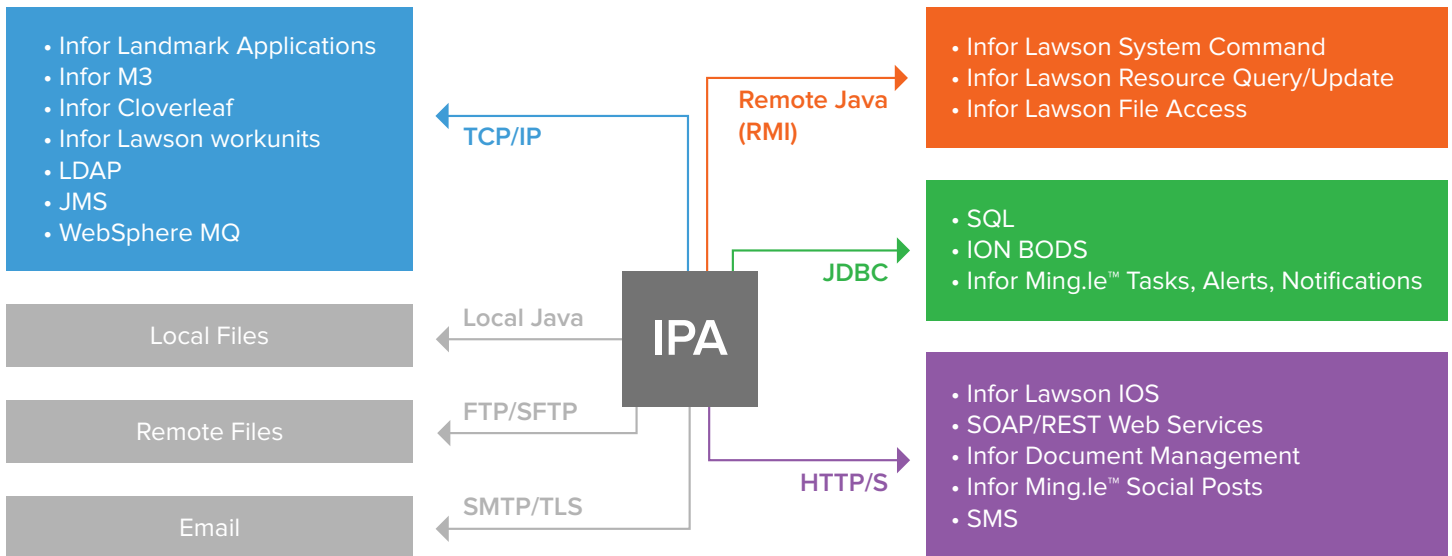 • Infor Landmark Applications
• Infor M3
• Infor Cloverleaf
• Infor Lawson workunits
• LDAP
• JMS
• WebSphere MQ
TCP/IP
Remote Java
(RMI)
• Infor Lawson System Command
• Infor Lawson Resource Query/Update
• Infor Lawson File Access
JDBC
• SQL
• ION BODS
• Infor Ming.le™ Tasks, Alerts, Notifications
Local Files
Local Java
IPA
Remote Files
FTP/SFTP
Email
SMTP/TLS
HTTP/S
• Infor Lawson IOS
• SOAP/REST Web Services
• Infor Document Management
• Infor Ming.le™ Social Posts
• SMS